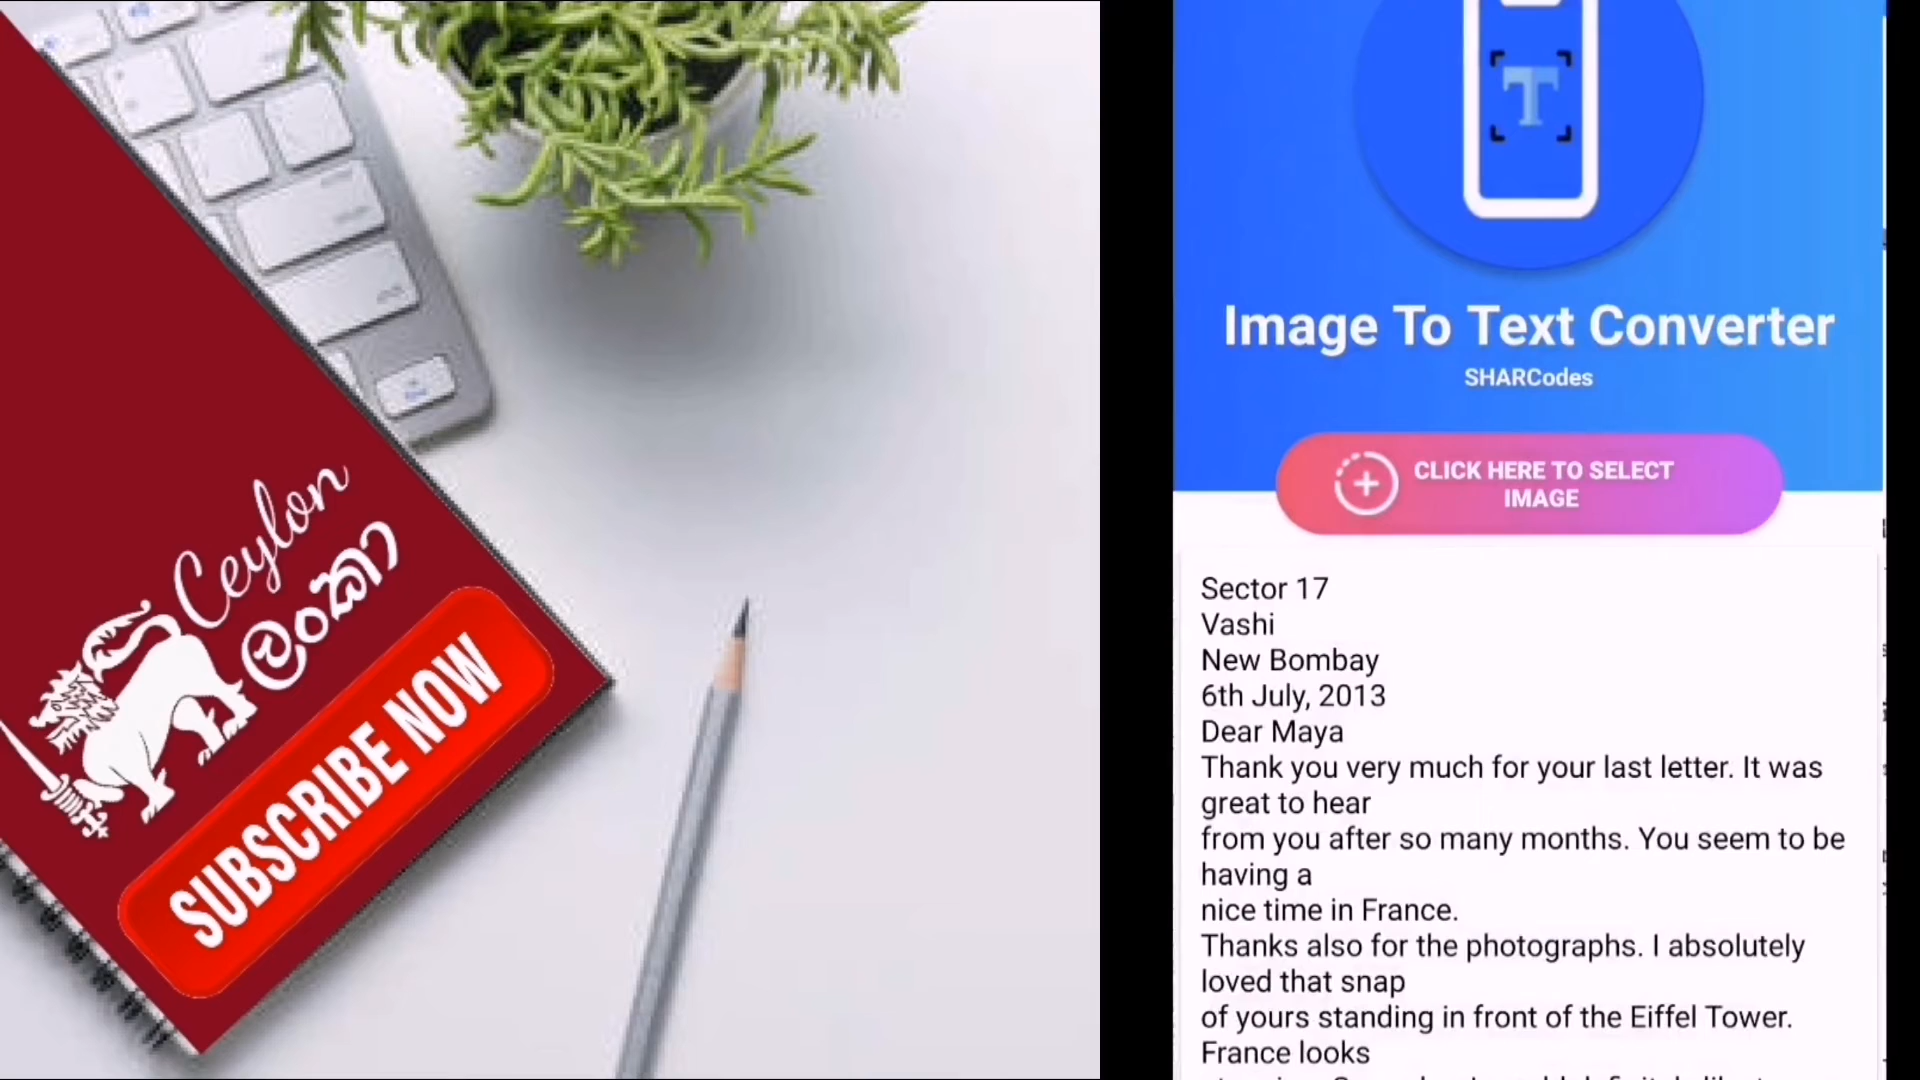 Ceylon
ලංකා
SUBSCRIBE NOW
T
Image To Text Converter
SHARCodes
CLICK HERE TO SELECT
IMAGE
Sector 17
Vashi
New Bombay
6th July, 2013
Dear Maya
Thank you very much for your last letter. It was
great to hear
from you after so many months. You seem to be
having a
nice time in France.
Thanks also for the photographs. I absolutely
loved that snap
of yours standing in front of the Eiffel Tower.
France looks